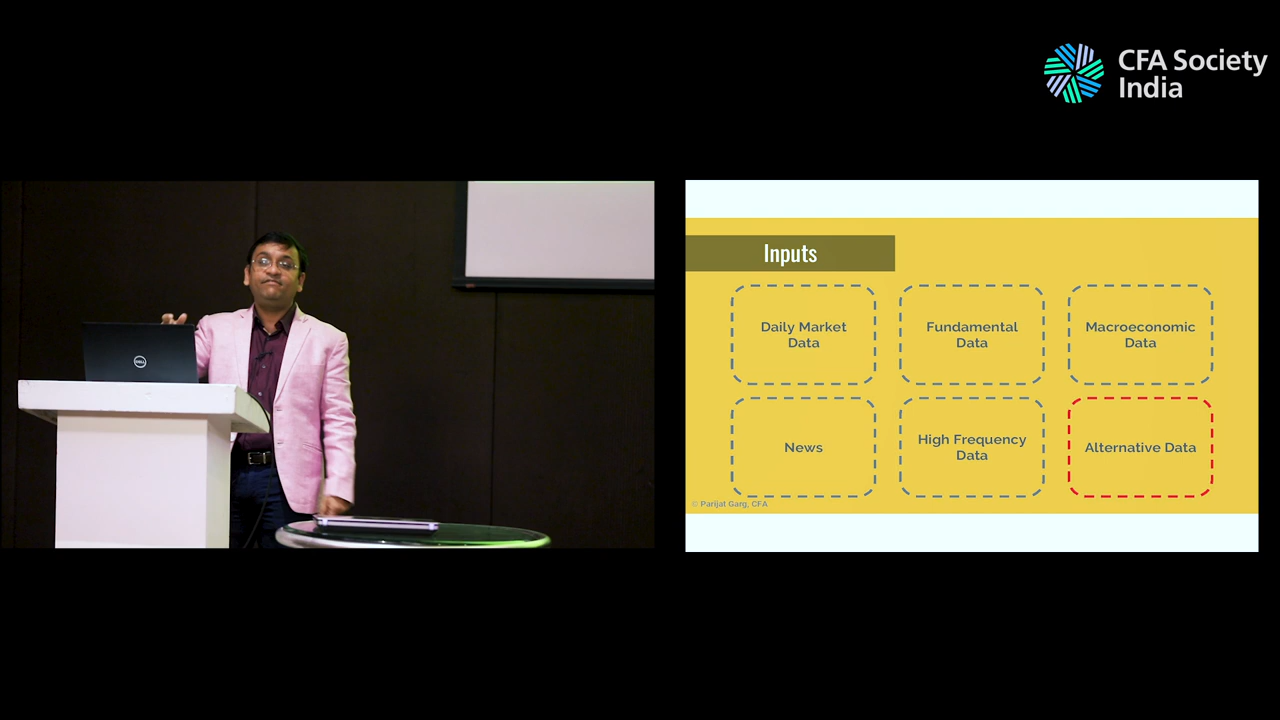 CFA Society
India
Inputs
Daily Market
Data
Fundamental
Data
Macroeconomic
Data
News
High Frequency
Data
Alternative Data
© Parijat Garg, CFA
DELL